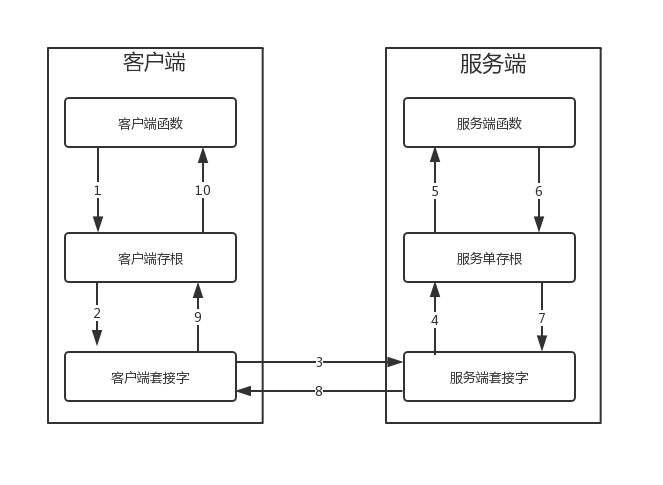 客户端
服务端
客户端函数
服务端函数
1
10
5
6
客户端存根
服务单存根
2
9
4
7
3
客户端套接字
服务端套接字
8